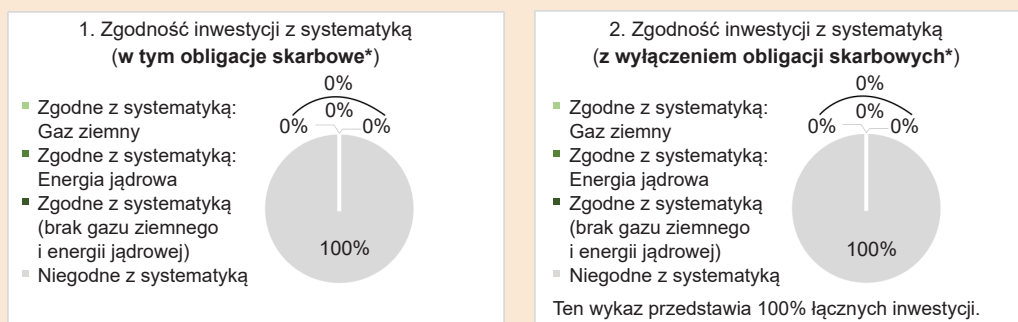 1. Zgodność inwestycji z systematyką
(w tym obligacje skarbowe*)
Zgodne z systematyką:
Gaz ziemny
Zgodne z systematyką:
Energia jądrowa
Zgodne z systematyką
(brak gazu ziemnego
i energii jądrowej)
Niegodne z systematyką
0%
0%
0%
0%
100%
2. Zgodność inwestycji z systematyką
(z wyłączeniem obligacji skarbowych*)
Zgodne z systematyką:
Gaz ziemny
Zgodne z systematyką:
Energia jądrowa
Zgodne z systematyką
(brak gazu ziemnego
i energii jądrowej)
Niegodne z systematyką
0%
0%
0%
0%
100%
Ten wykaz przedstawia 100% łącznych inwestycji.